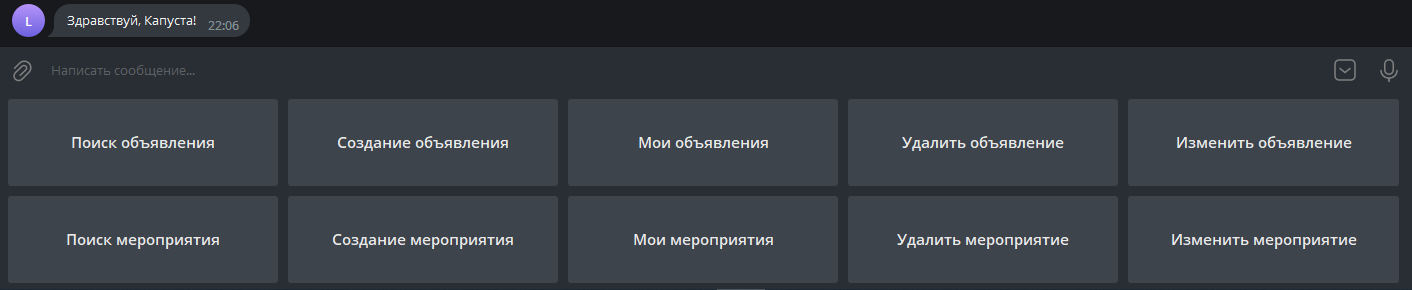 L
Здравствуй, Капуста! 22:06
Написать сообщение...
Поиск объявления Создание объявления Мои объявления Удалить объявление Изменить объявление
Поиск мероприятия Создание мероприятия Мои мероприятия Удалить мероприятие Изменить мероприятие